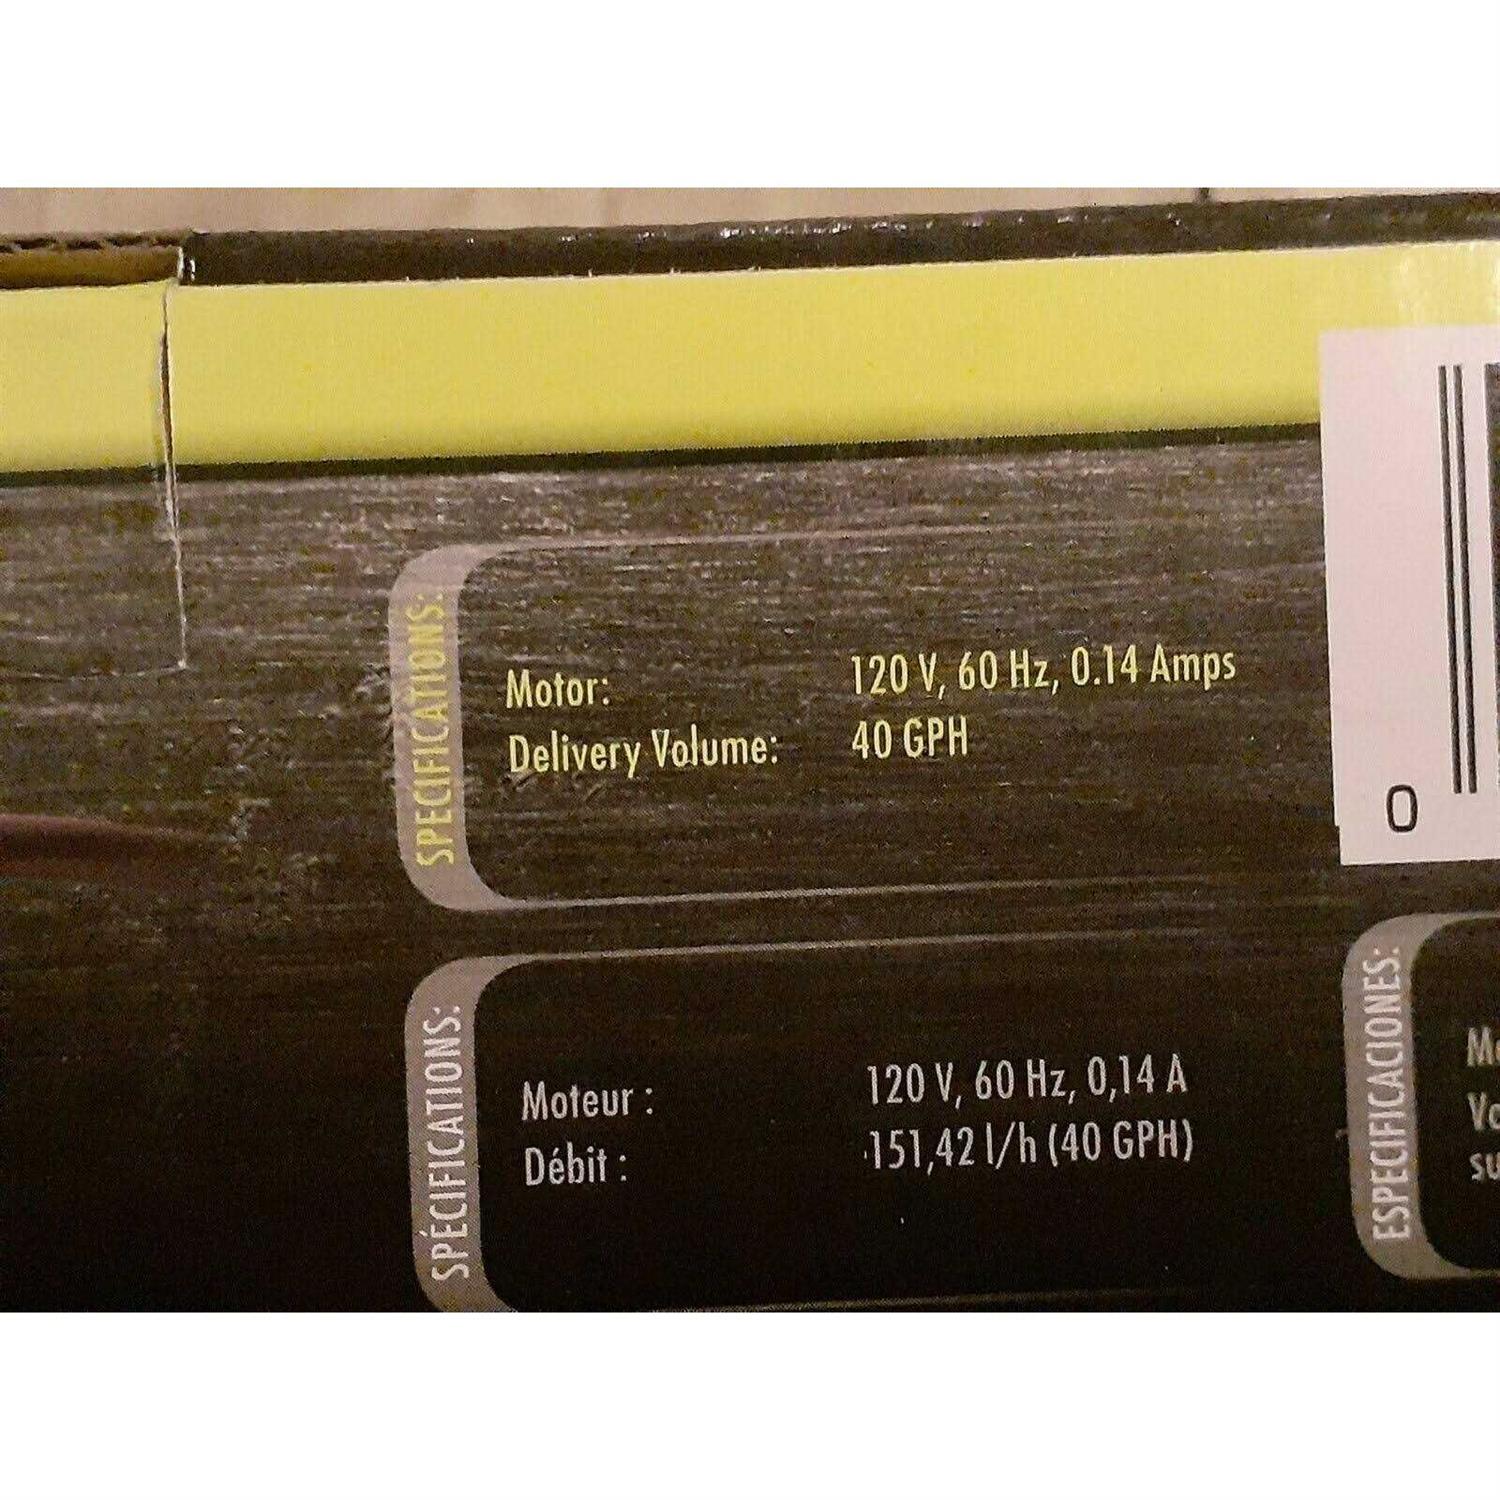 SPECIFICATIONS:
Motor: 120 V, 60 Hz, 0.14 Amps
Delivery Volume: 40 GPH
0
SPÉCIFICATIONS:
Moteur : 120 V, 60 Hz, 0,14 A
Débit : 151,42 l/h (40 GPH)
ESPECIFICACIONES: